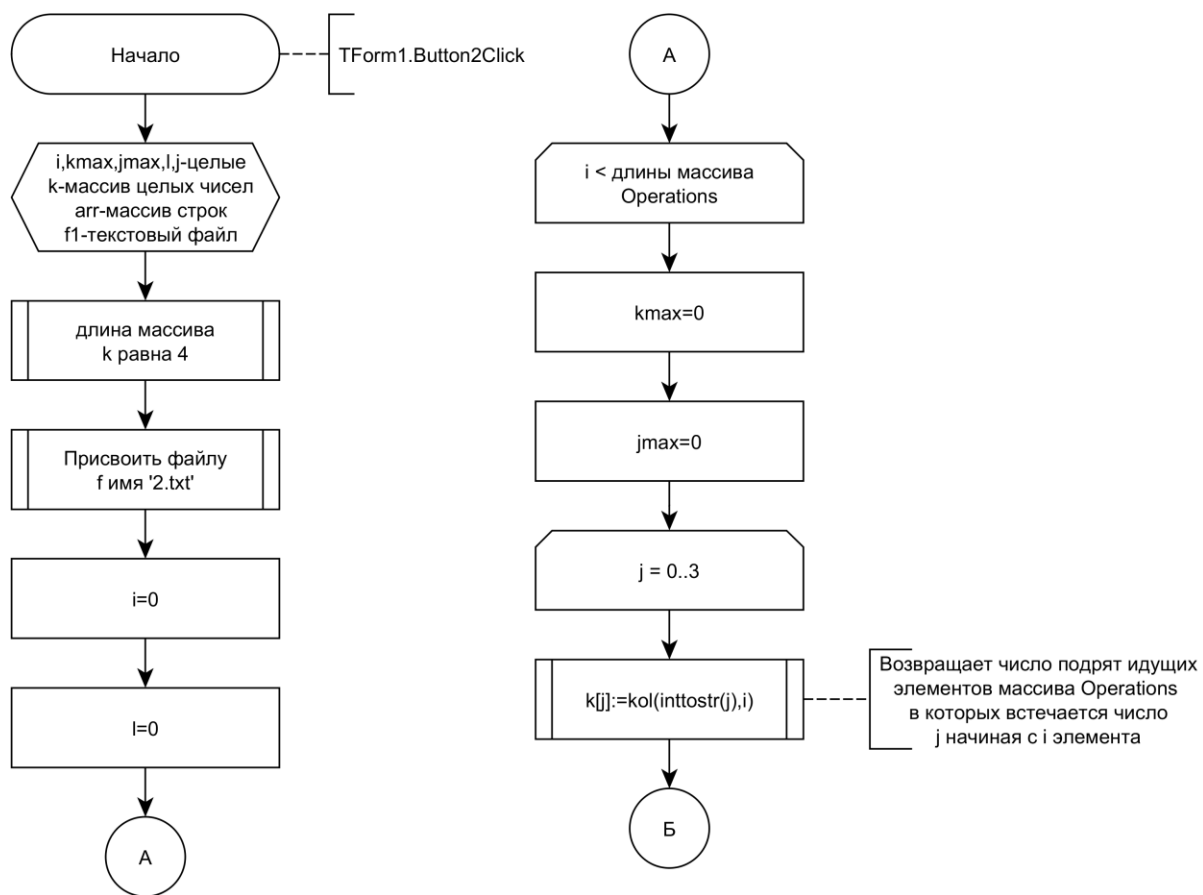 Начало
TForm1.Button2Click
i,kmax,jmax,l,j-целые
k-массив целых чисел
arr-массив строк
f1-текстовый файл
длина массива
k равна 4
Присвоить файлу
f имя '2.txt'
i=0
l=0
А
А
i < длины массива
Operations
kmax=0
jmax=0
j = 0..3
k[j]:=kol(inttostr(j),i)
Возвращает число подрят идущих
элементов массива Operations
в которых встечается число
j начиная с i элемента
Б